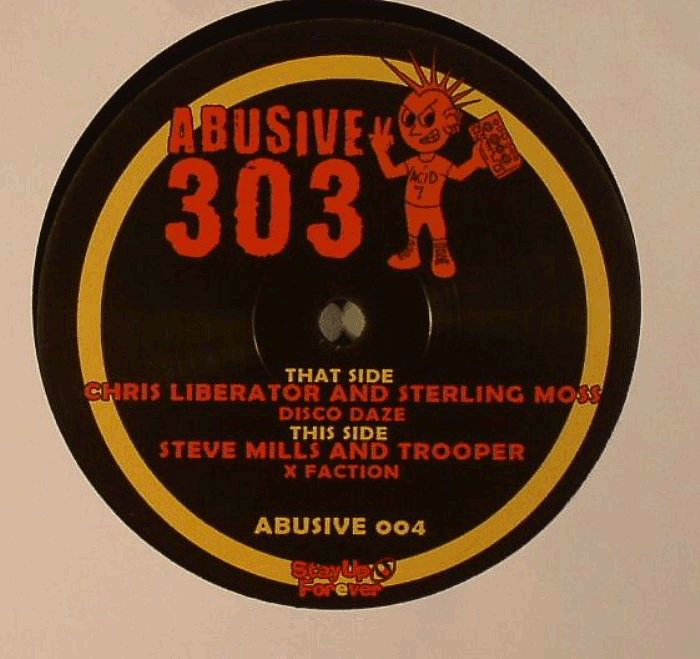 ABUSIVE
303
ACID
7
THAT SIDE
CHRIS LIBERATOR AND STERLING MOSS
DISCO DAZE
THIS SIDE
STEVE MILLS AND TROOPER
X FACTION
ABUSIVE 004
Stay Up
Forever